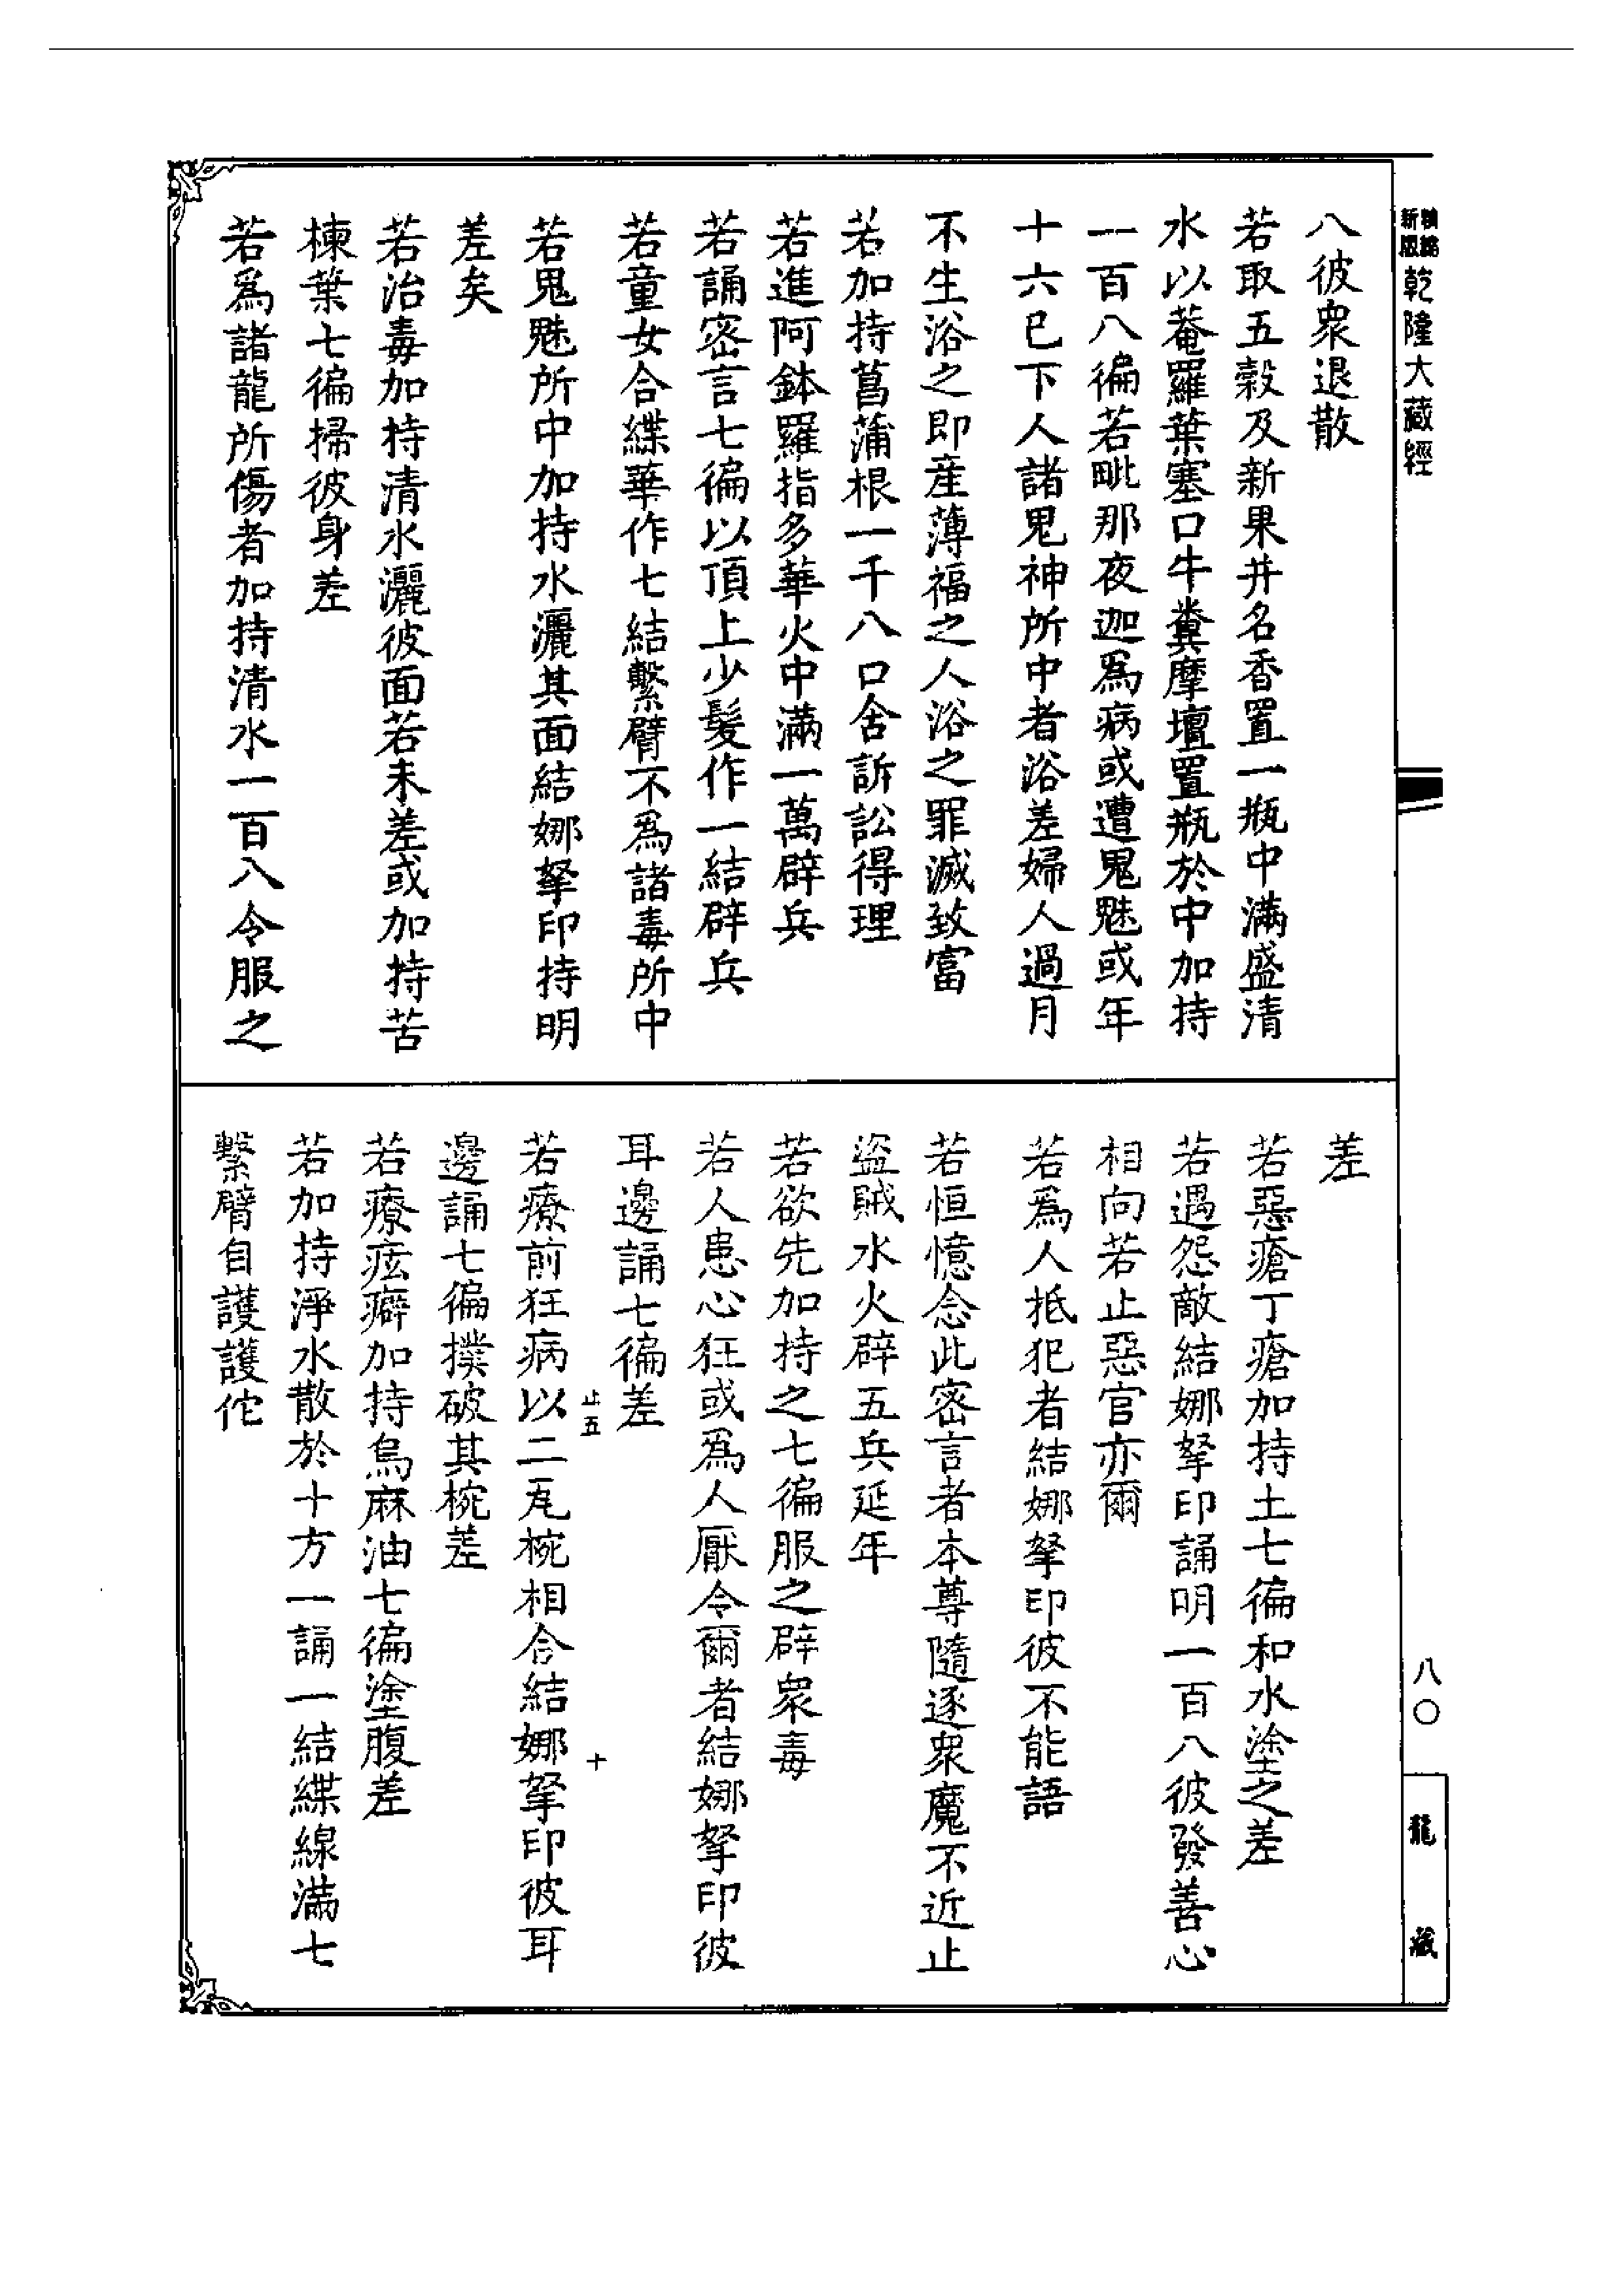 乾隆大藏經
八彼衆退散
若取五穀及新果并名香置一瓶中滿盛清
水以菴羅葉塞口牛糞摩壇置瓶於中加持
一百八徧若毗那夜迦爲病或遭鬼魅或年
十六已下人諸鬼神所中者浴差婦人過月
不生浴之即産薄福之人浴之罪滅致富
若加持菖蒲根一千八口含訴訟得理
若進阿鉢羅指多華火中滿一萬辟兵
若誦密言七徧以頂上少髮作一結辟兵
若童女合緤華作七結繫臂不爲諸毒所中
若鬼魅所中加持水灑其面結娜拏印持明
差矣
若治毒加持清水灑彼面若未差或加持苦
楝葉七徧掃彼身差
若爲諸龍所傷者加持清水一百八令服之
差
若惡瘡丁瘡加持土七徧和水塗之差
若遇怨敵結娜拏印誦明一百八彼發善心
相向若止惡官亦爾
若爲人抵犯者結娜拏印彼不能語
若恒憶念此密言者本尊隨逐衆魔不近止
盜賊水火辟五兵延年
若欲先加持之七徧服之辟衆毒
若人患心狂或爲人厭令爾者結娜拏印彼
耳邊誦七徧差
止五
十
若療前狂病以二瓦椀相合結娜拏印彼耳
邊誦七徧撲破其椀差
若療痃癖加持烏麻油七徧塗腹差
若加持淨水散於十方一誦一結緤線滿七
繫臂自護護佗
八〇
龍藏